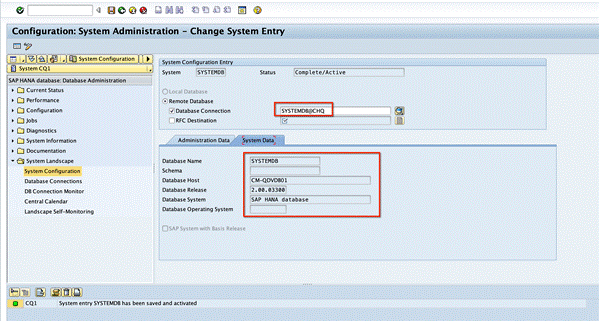 Configuration: System Administration - Change System Entry
System Configuration
System CQ1
SAP HANA database: Database Administration
Current Status
Performance
Configuration
Jobs
Diagnostics
System Information
Documentation
System Landscape
System Configuration
Database Connections
DB Connection Monitor
Central Calendar
Landscape Self-Monitoring
System Configuration Entry
System SYSTEMDB Status Complete/Active
Local Database
Remote Database
Database Connection SYSTEMDB@CHQ
RFC Destination
Administration Data System Data
Database Name SYSTEMDB
Schema
Database Host CM-QDVDB01
Database Release 2.00.03300
Database System SAP HANA database
Database Operating System
SAP System with Basis Release
CQ1 System entry SYSTEMDB has been saved and activated